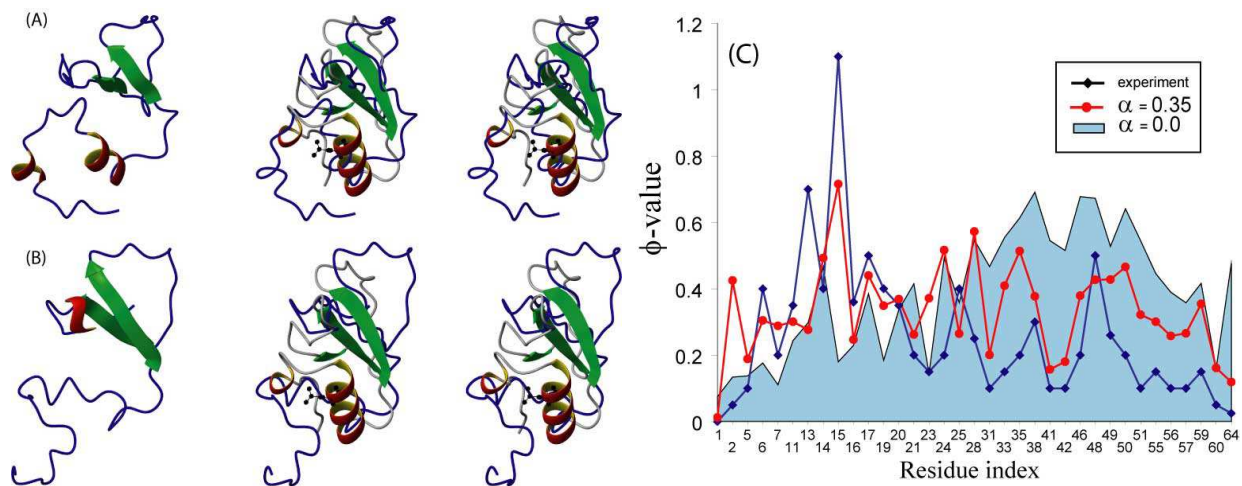 (A)
(B)
(C)
experiment
α = 0.35
α = 0.0
1.2
1
0.8
0.6
0.4
0.2
0
ϕ-value
1 5 7 13 15 17 20 23 25 31 35 41 46 49 51 56 59 64
2 6 11 14 16 19 21 24 28 33 38 42 48 50 54 57 60
Residue index